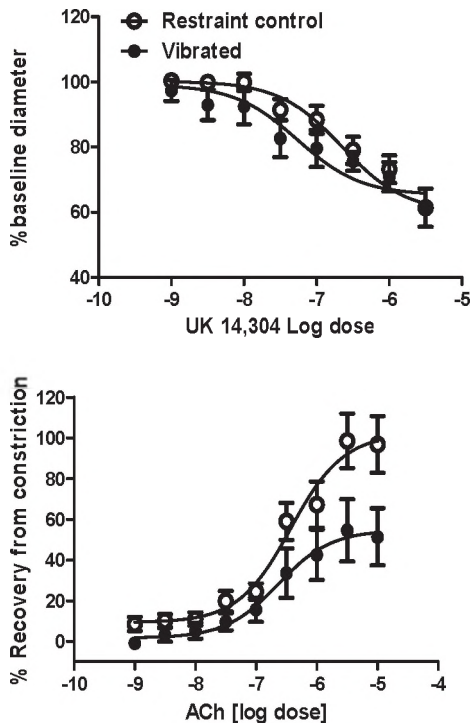 Restraint control
Vibrated
120
100
80
60
40
% baseline diameter
-10 -9 -8 -7 -6 -5
UK 14,304 Log dose
120
100
80
60
40
20
0
% Recovery from constriction
-10 -9 -8 -7 -6 -5 -4
ACh [log dose]